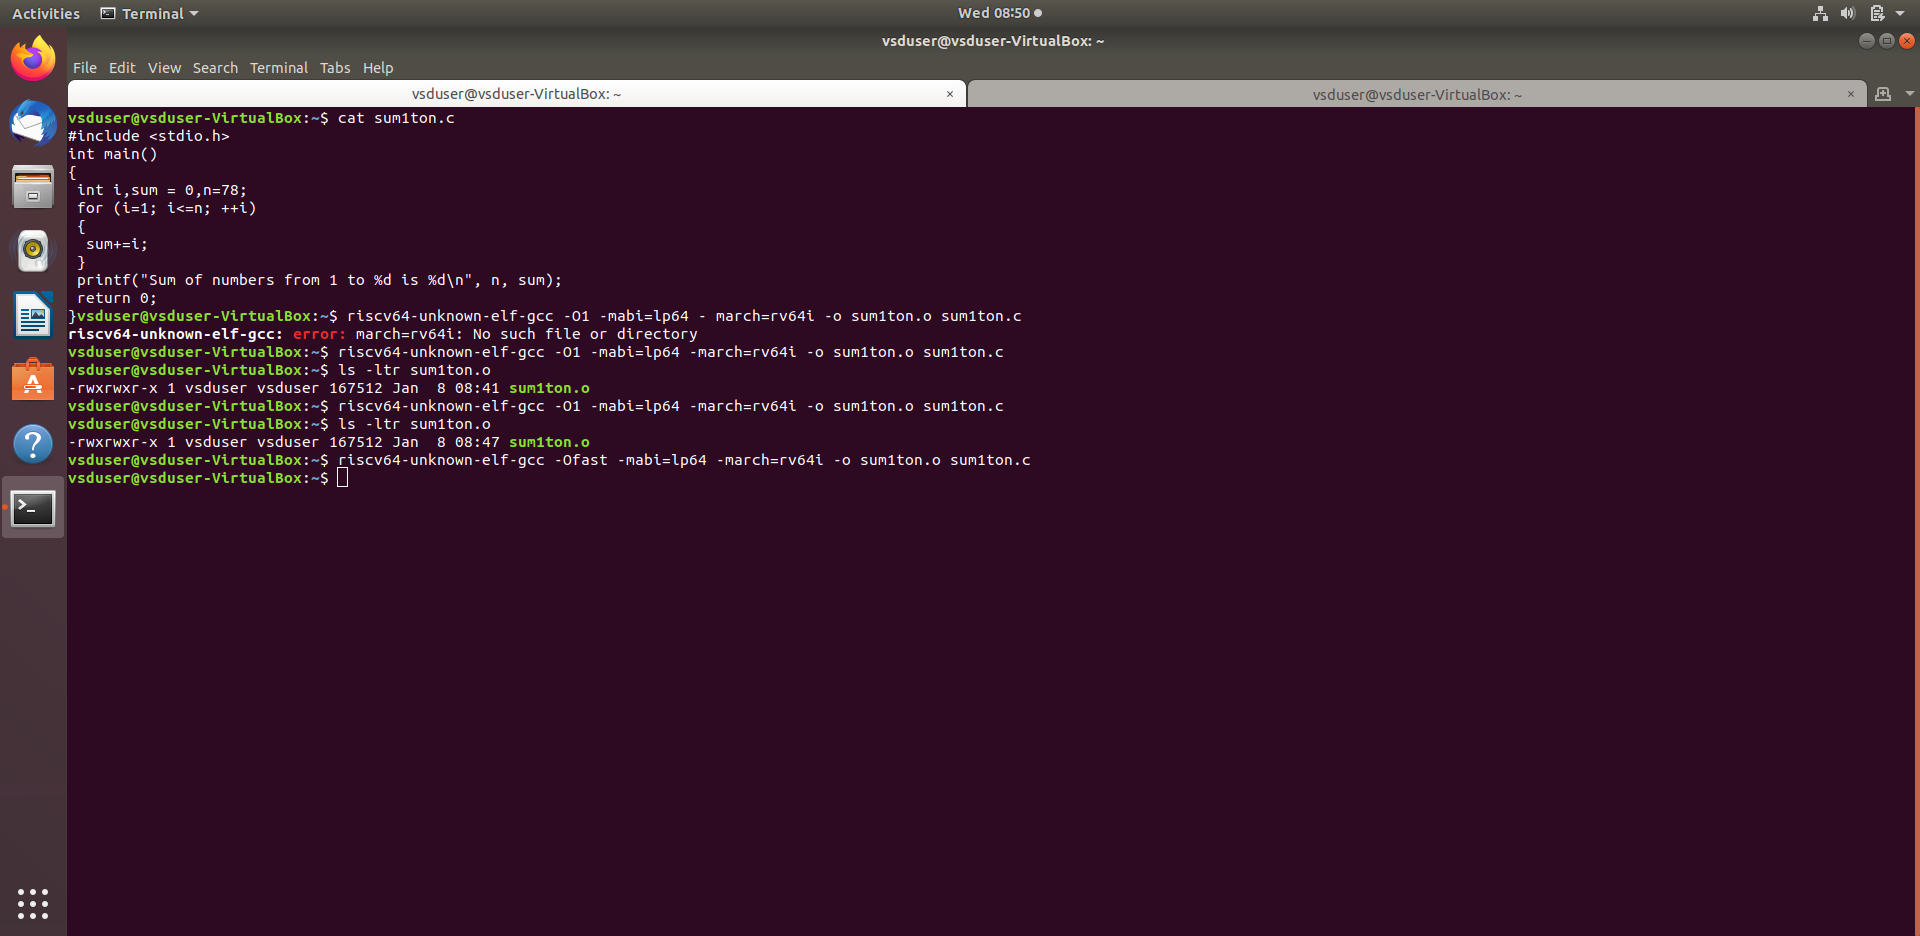 Activities Terminal Wed 08:50
vsduser@vsduser-VirtualBox: ~
File Edit View Search Terminal Tabs Help
vsduser@vsduser-VirtualBox: ~ × vsduser@vsduser-VirtualBox: ~ ×
vsduser@vsduser-VirtualBox:~$ cat sum1ton.c
#include <stdio.h>
int main()
{
 int i,sum = 0,n=78;
 for (i=1; i<=n; ++i)
 {
  sum+=i;
 }
 printf("Sum of numbers from 1 to %d is %d\n", n, sum);
 return 0;
}vsduser@vsduser-VirtualBox:~$ riscv64-unknown-elf-gcc -O1 -mabi=lp64 - march=rv64i -o sum1ton.o sum1ton.c
riscv64-unknown-elf-gcc: error: march=rv64i: No such file or directory
vsduser@vsduser-VirtualBox:~$ riscv64-unknown-elf-gcc -O1 -mabi=lp64 -march=rv64i -o sum1ton.o sum1ton.c
vsduser@vsduser-VirtualBox:~$ ls -ltr sum1ton.o
-rwxrwxr-x 1 vsduser vsduser 167512 Jan  8 08:41 sum1ton.o
vsduser@vsduser-VirtualBox:~$ riscv64-unknown-elf-gcc -O1 -mabi=lp64 -march=rv64i -o sum1ton.o sum1ton.c
vsduser@vsduser-VirtualBox:~$ ls -ltr sum1ton.o
-rwxrwxr-x 1 vsduser vsduser 167512 Jan  8 08:47 sum1ton.o
vsduser@vsduser-VirtualBox:~$ riscv64-unknown-elf-gcc -Ofast -mabi=lp64 -march=rv64i -o sum1ton.o sum1ton.c
vsduser@vsduser-VirtualBox:~$